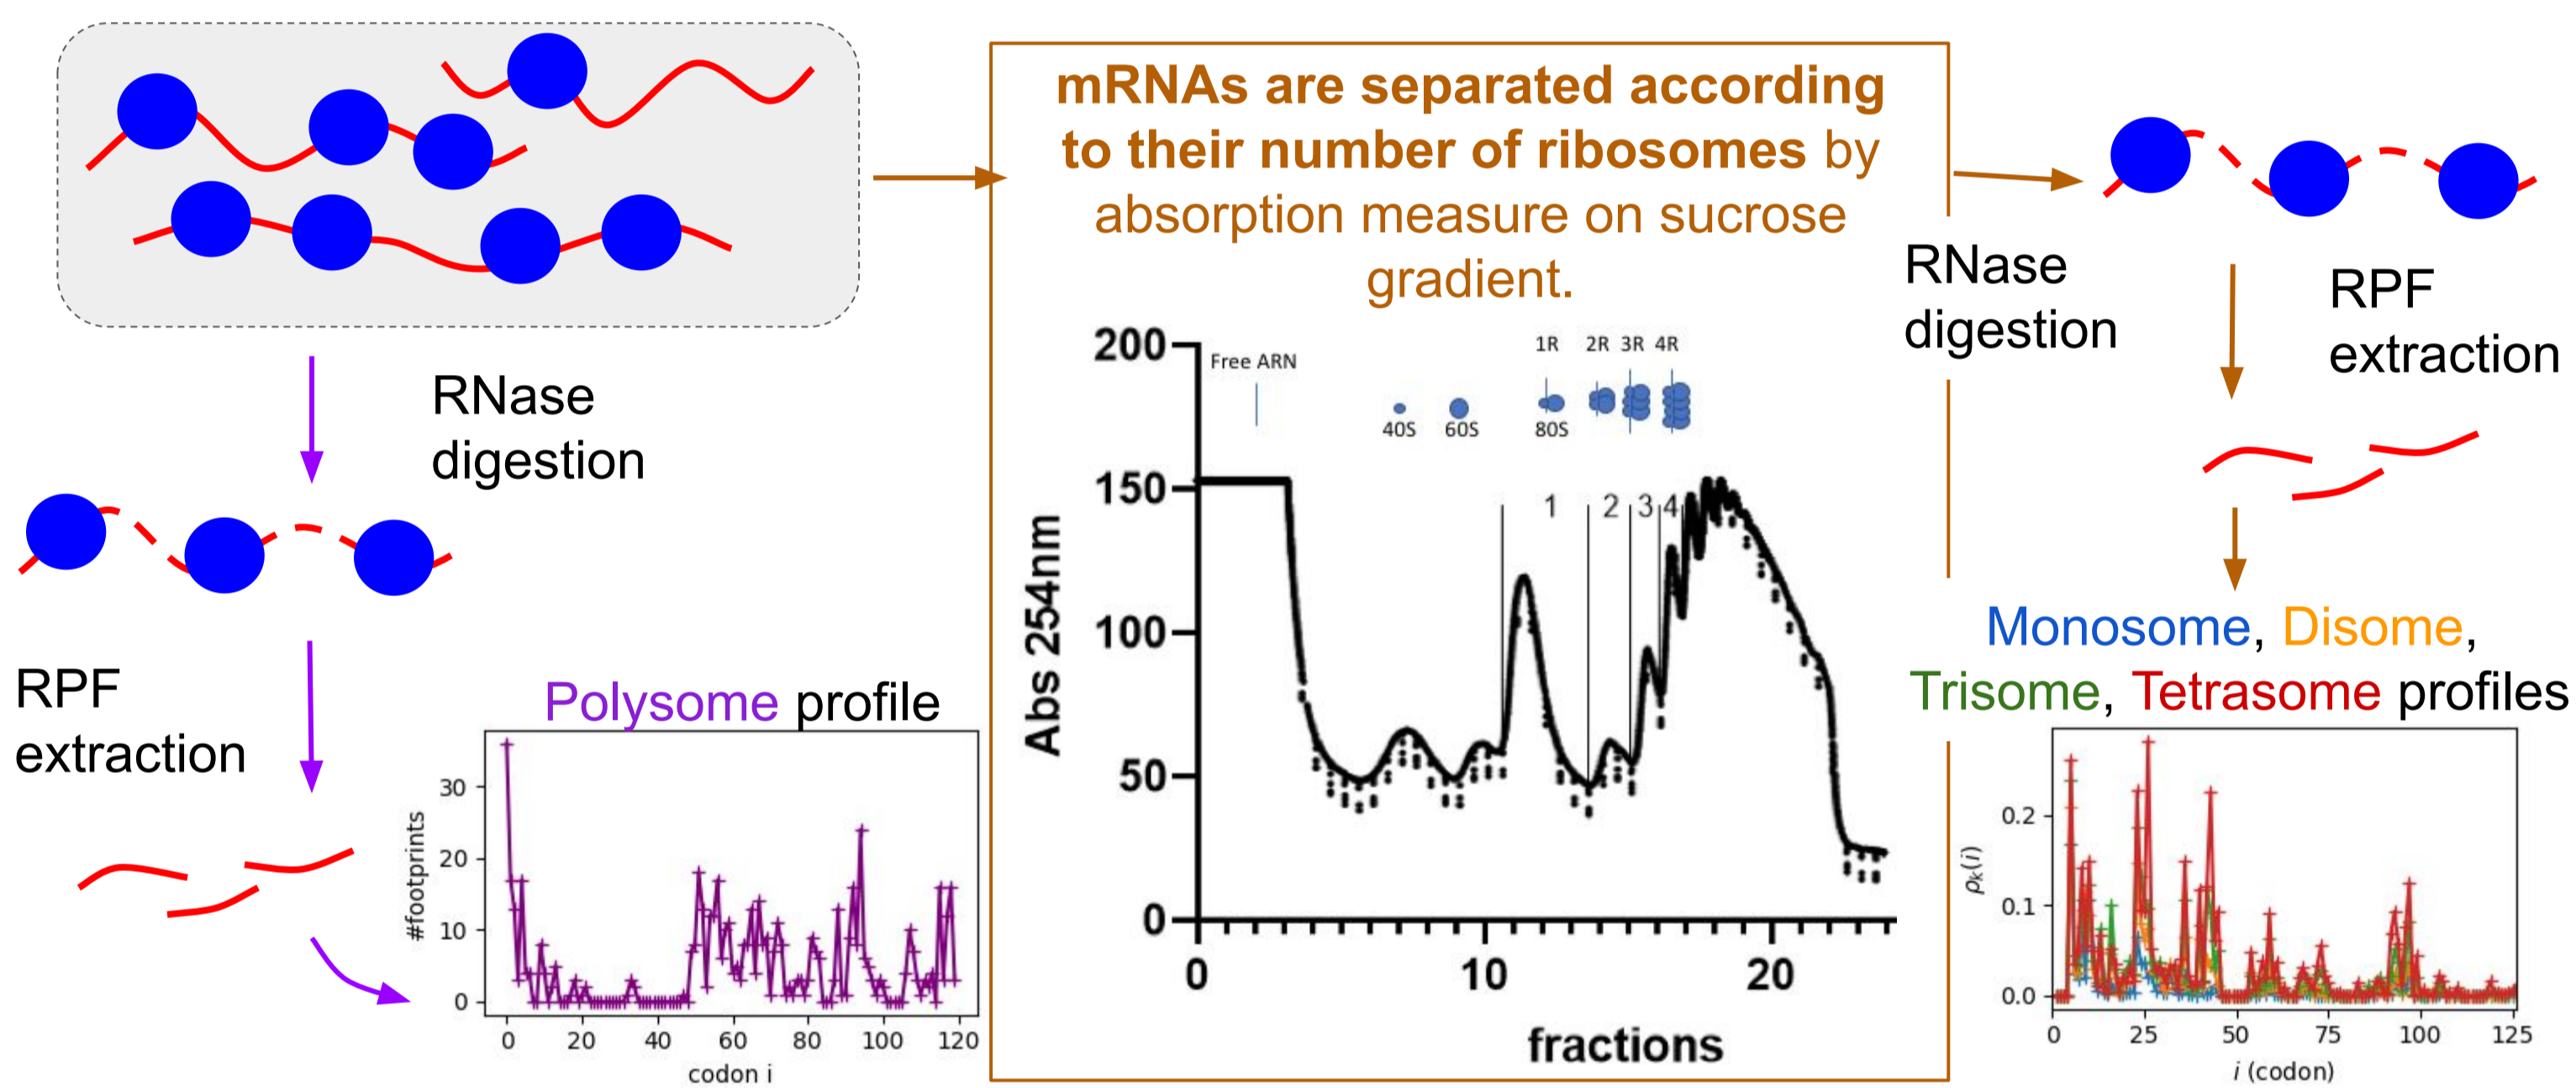 mRNAs are separated according
to their number of ribosomes by
absorption measure on sucrose
gradient.
RNase
digestion
RPF
extraction
Polysome profile
#footprints
30
20
10
0
0 20 40 60 80 100 120
codon i
200
150
100
50
0
Abs 254nm
Free ARN
1R 2R 3R 4R
40S 60S 80S
1 2 3 4
0 10 20
fractions
RNase
digestion
RPF
extraction
Monosome, Disome,
Trisome, Tetrasome profiles
ρk(i)
0.2
0.1
0.0
0 25 50 75 100 125
i (codon)